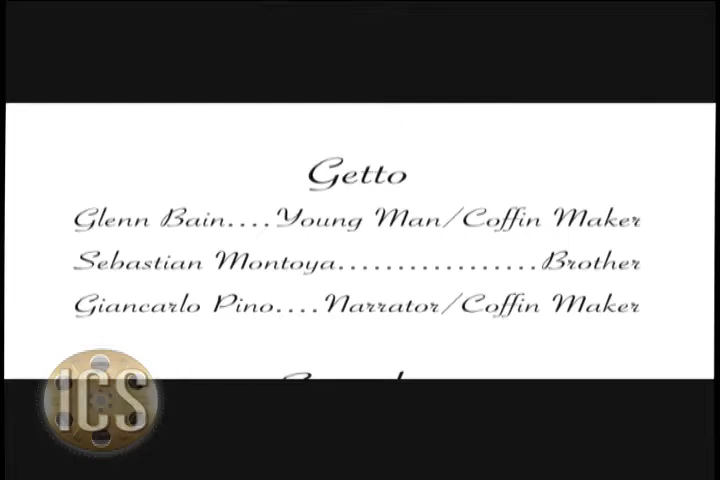 Getto
Glenn Bain....Young Man/Coffin Maker
Sebastian Montoya.................Brother
Giancarlo Pino....Narrator/Coffin Maker
ICS